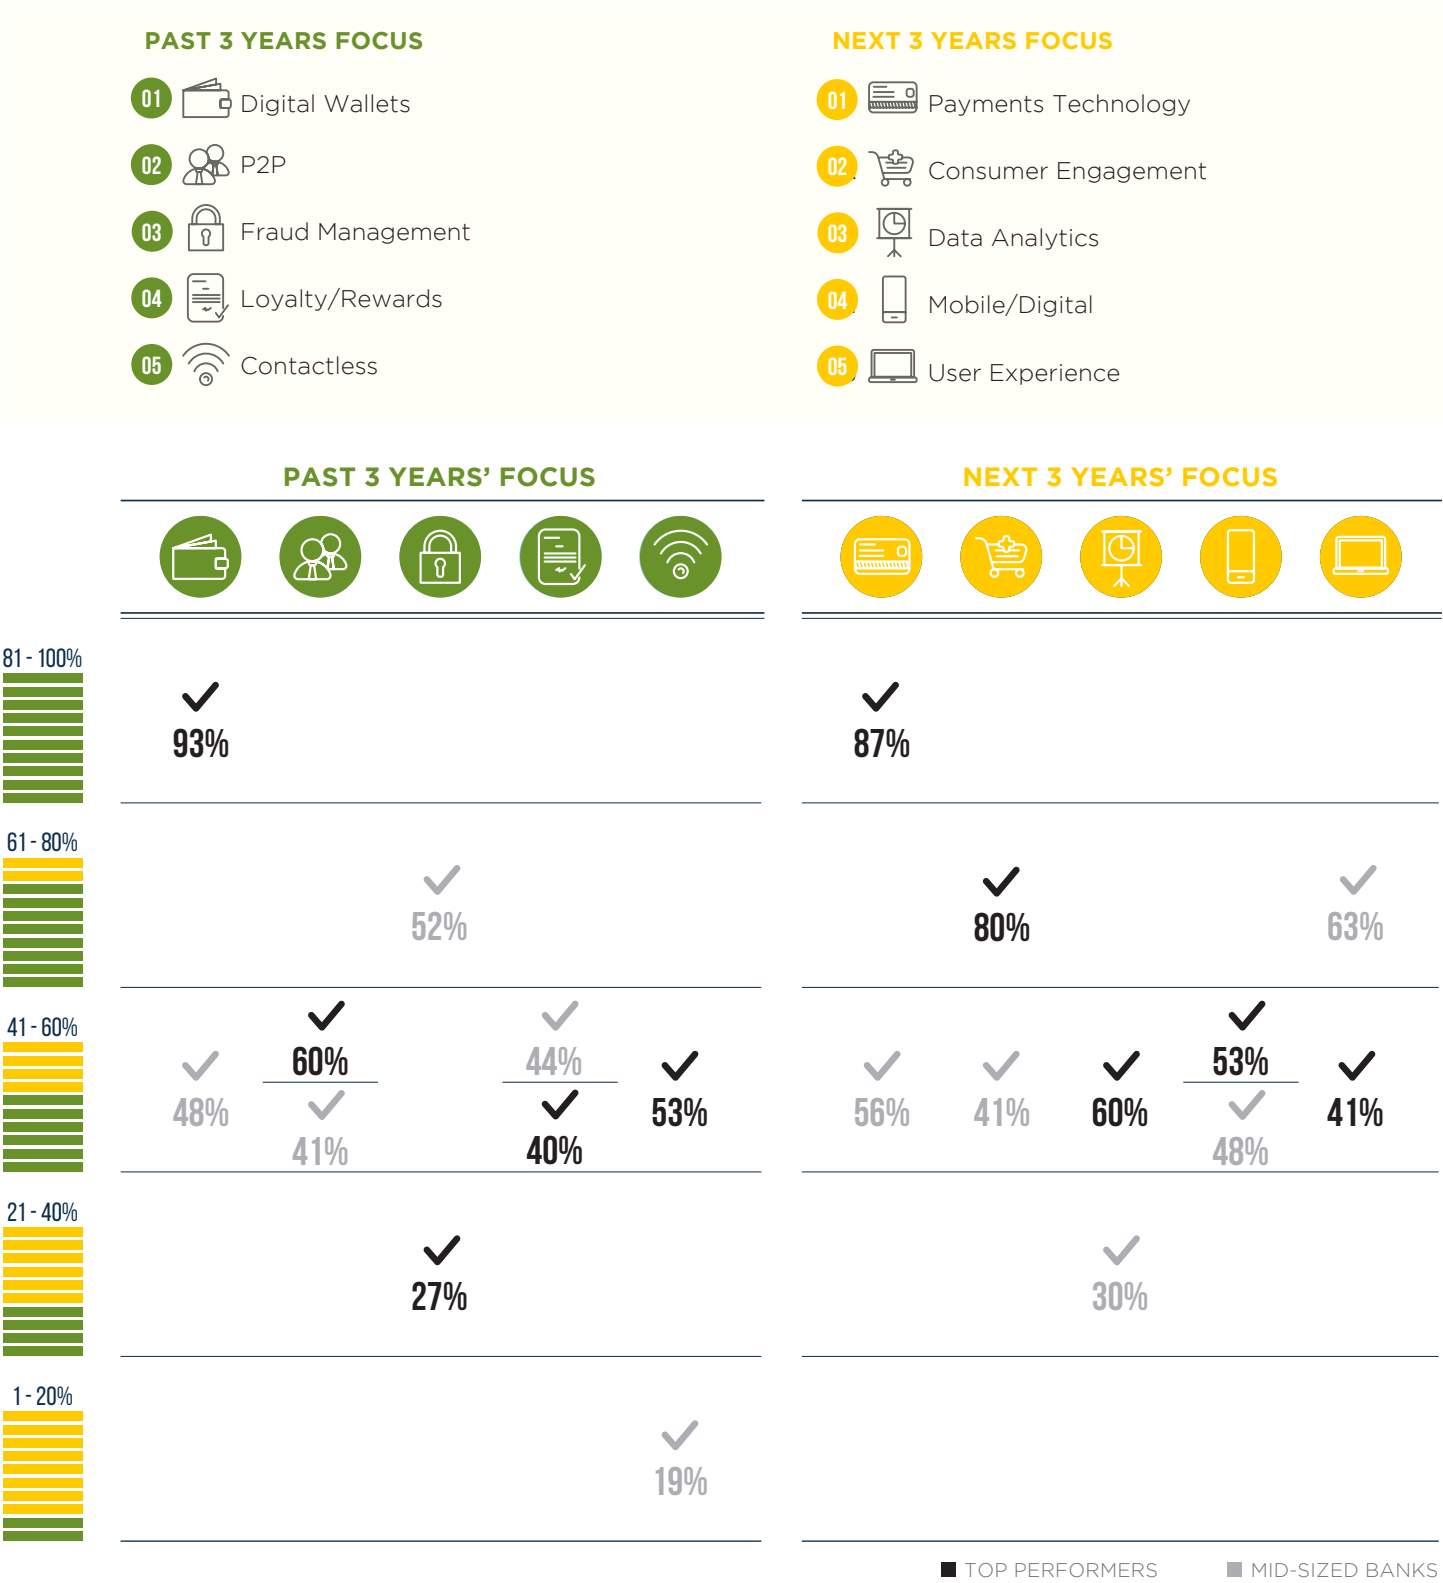 PAST 3 YEARS FOCUS
01 Digital Wallets
02 P2P
03 Fraud Management
04 Loyalty/Rewards
05 Contactless
NEXT 3 YEARS FOCUS
01 Payments Technology
02 Consumer Engagement
03 Data Analytics
04 Mobile/Digital
05 User Experience
PAST 3 YEARS’ FOCUS
NEXT 3 YEARS’ FOCUS
81 - 100%
93%
87%
61 - 80%
52%
80%
63%
41 - 60%
60%
44%
53%
48%
53%
56%
41%
60%
41%
41%
40%
48%
21 - 40%
27%
30%
1 - 20%
19%
TOP PERFORMERS
MID-SIZED BANKS